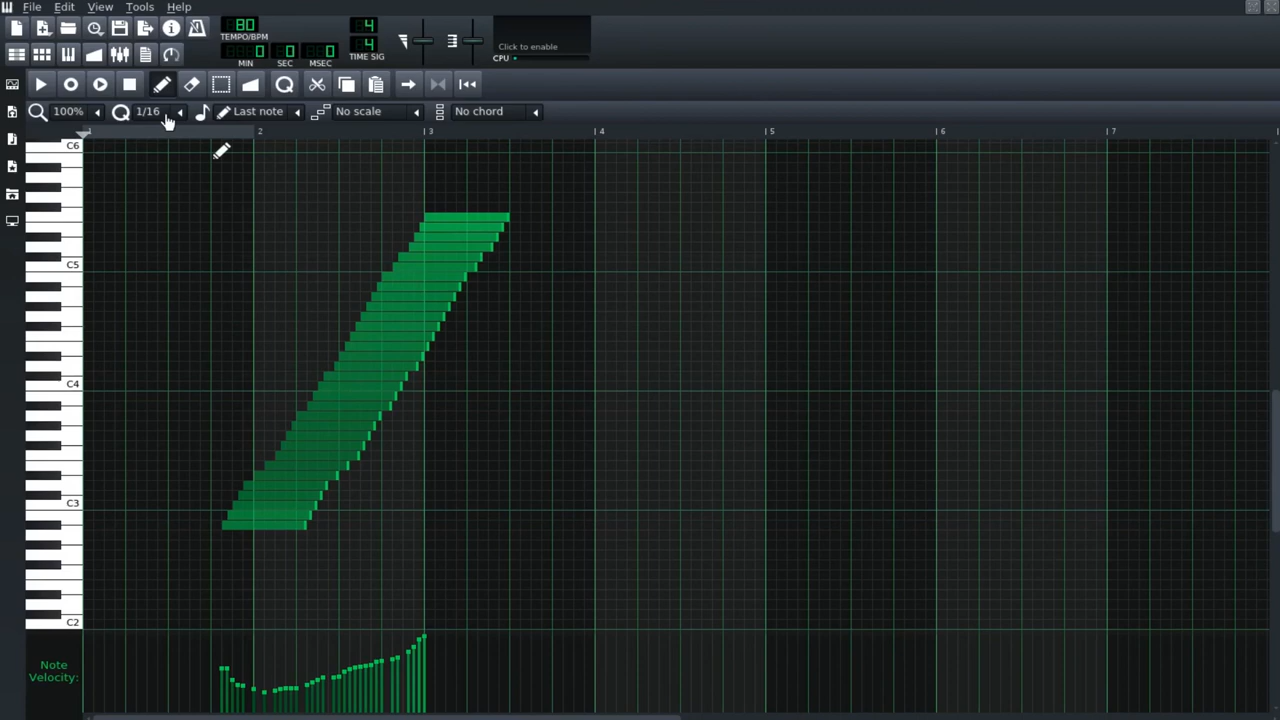 File Edit View Tools Help
80
TEMPO/BPM
0 0 0
MIN SEC MSEC
4
4
TIME SIG
Click to enable
CPU
100% 1/16 Last note No scale No chord
1 2 3 4 5 6 7
C6
C5
C4
C3
C2
Note
Velocity: